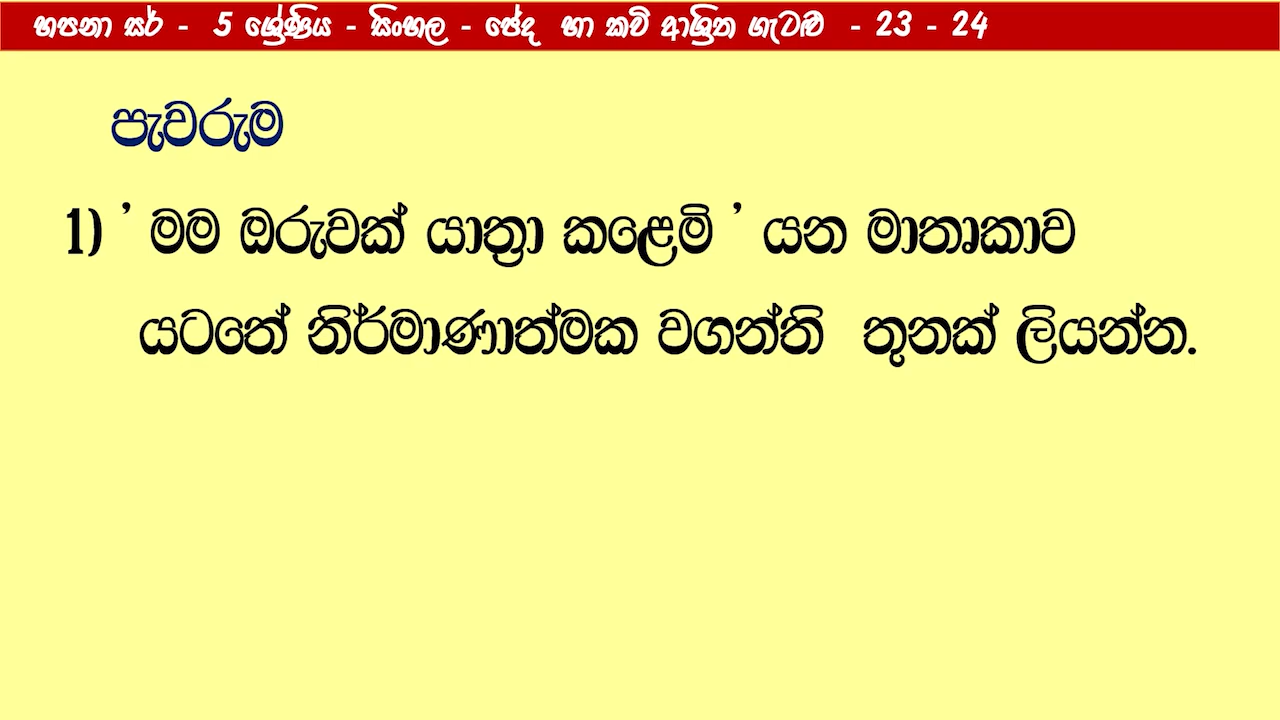 හපනා සර් - 5 ශ්‍රේණිය - සිංහල - ඡේද හා කවි ආශ්‍රිත ගැටළු - 23 - 24
පැවරුම
1) ' මම ඔරුවක් යාත්‍රා කළෙමි ' යන මාතෘකාව
යටතේ නිර්මාණාත්මක වගන්ති තුනක් ලියන්න.